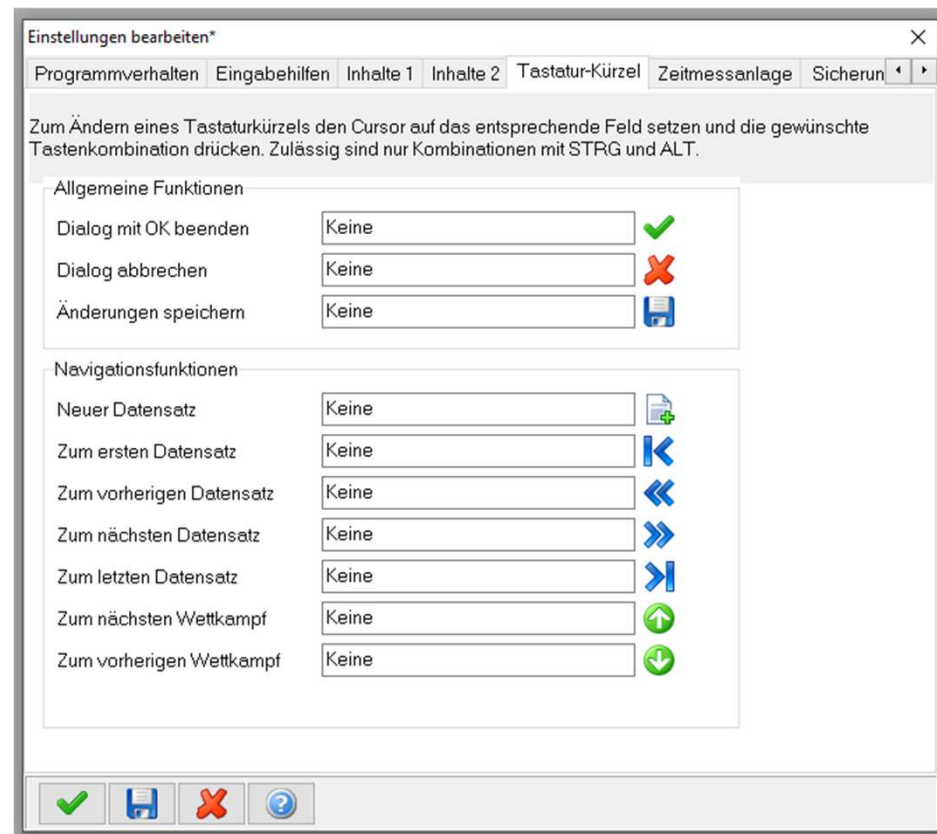 Einstellungen bearbeiten*
Programmverhalten Eingabehilfen Inhalte 1 Inhalte 2 Tastatur-Kürzel Zeitmessanlage Sicherun
Zum Ändern eines Tastaturkürzels den Cursor auf das entsprechende Feld setzen und die gewünschte
Tastenkombination drücken. Zulässig sind nur Kombinationen mit STRG und ALT.
Allgemeine Funktionen
Dialog mit OK beenden Keine
Dialog abbrechen Keine
Änderungen speichern Keine
Navigationsfunktionen
Neuer Datensatz Keine
Zum ersten Datensatz Keine
Zum vorherigen Datensatz Keine
Zum nächsten Datensatz Keine
Zum letzten Datensatz Keine
Zum nächsten Wettkampf Keine
Zum vorherigen Wettkampf Keine